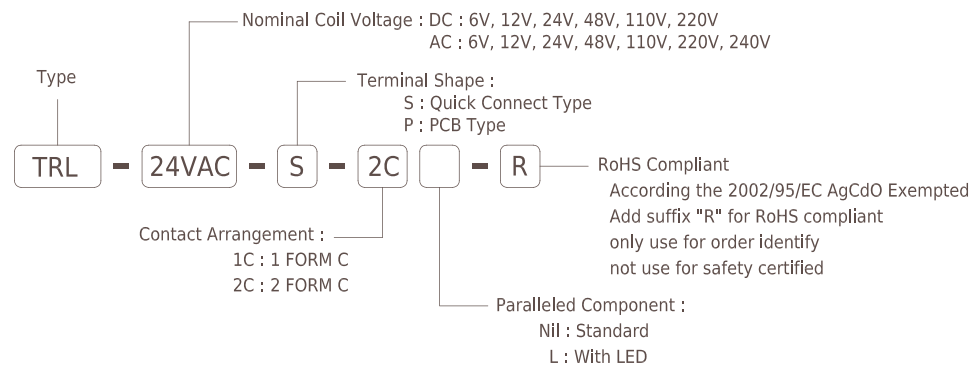 Nominal Coil Voltage : DC : 6V, 12V, 24V, 48V, 110V, 220V
AC : 6V, 12V, 24V, 48V, 110V, 220V, 240V
Type
Terminal Shape :
S : Quick Connect Type
P : PCB Type
TRL - 24VAC - S - 2C - R
RoHS Compliant
According the 2002/95/EC AgCdO Exempted
Add suffix "R" for RoHS compliant
only use for order identify
not use for safety certified
Contact Arrangement :
1C : 1 FORM C
2C : 2 FORM C
Paralleled Component :
Nil : Standard
L : With LED